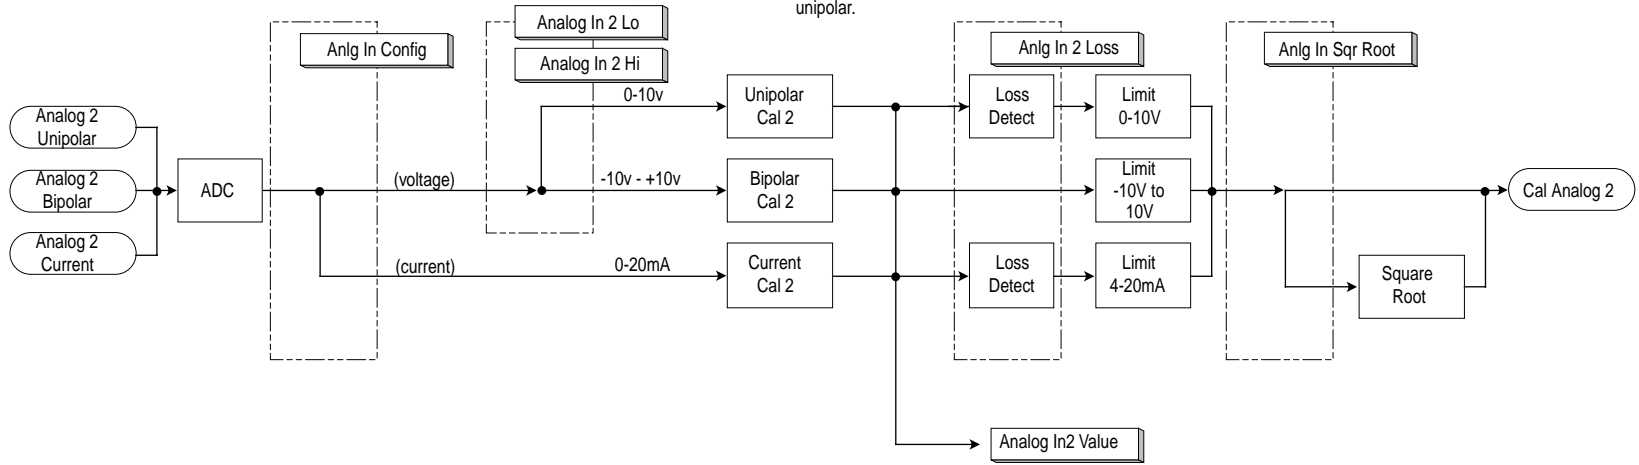 unipolar.
Analog In 2 Lo
Anlg In Config
Anlg In 2 Loss
Anlg In Sqr Root
Analog In 2 Hi
0-10v
Unipolar
Cal 2
Loss
Detect
Limit
0-10V
Analog 2
Unipolar
ADC
(voltage)
-10v - +10v
Bipolar
Cal 2
Limit
-10V to
10V
Cal Analog 2
Analog 2
Bipolar
Analog 2
Current
(current)
0-20mA
Current
Cal 2
Loss
Detect
Limit
4-20mA
Square
Root
Analog In2 Value